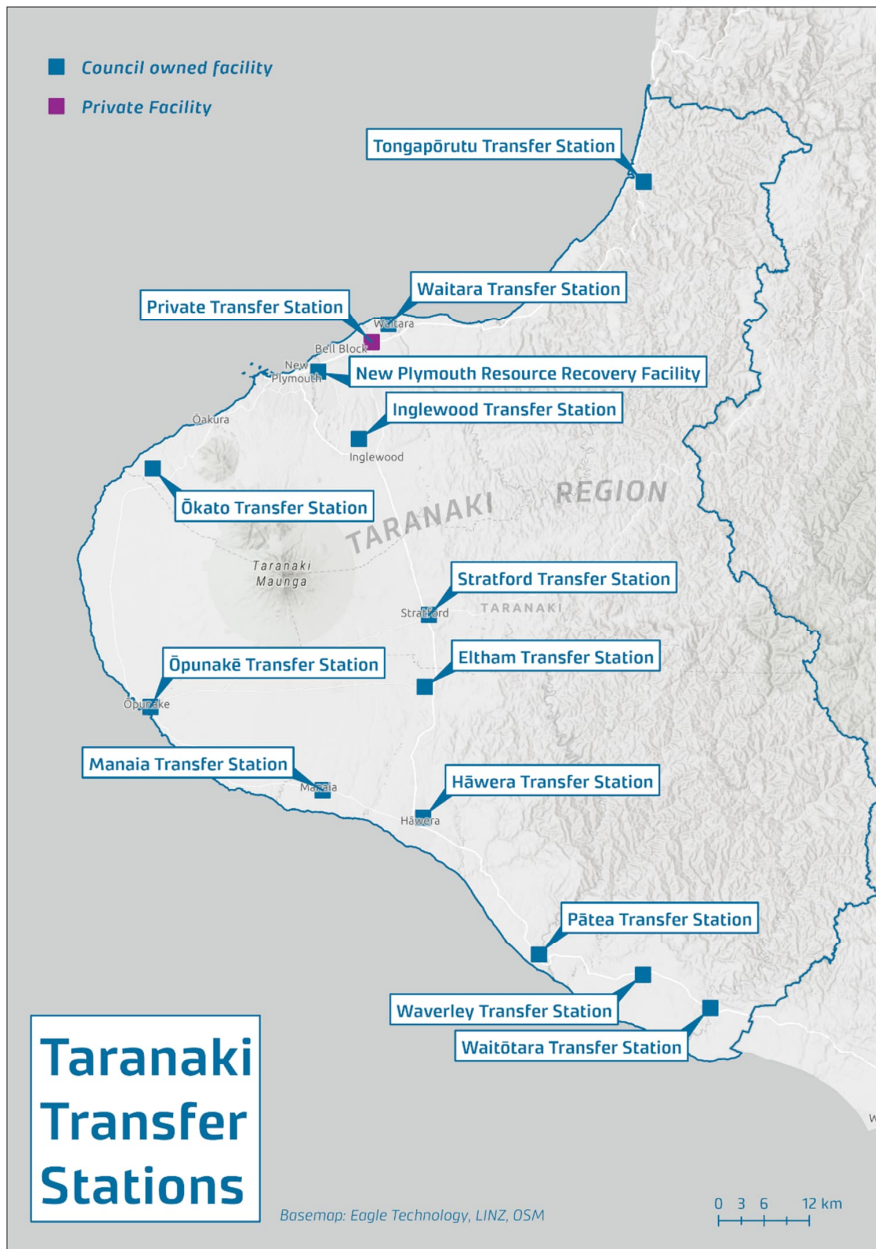 Council owned facility
Private Facility
Tongapōrutu Transfer Station
Waitara Transfer Station
Private Transfer Station
Waitara
Bell Block
New
Plymouth
New Plymouth Resource Recovery Facility
Inglewood Transfer Station
Ōakura
Inglewood
Ōkato Transfer Station
TARANAKI REGION
Taranaki
Maunga
Stratford Transfer Station
Stratford
TARANAKI
Eltham Transfer Station
Ōpunakē Transfer Station
Ōpunake
Manaia Transfer Station
Manaia
Hāwera Transfer Station
Hāwera
Pātea Transfer Station
Waverley Transfer Station
Waitōtara Transfer Station
Taranaki
Transfer
Stations
Basemap: Eagle Technology, LINZ, OSM
0 3 6 12 km
W